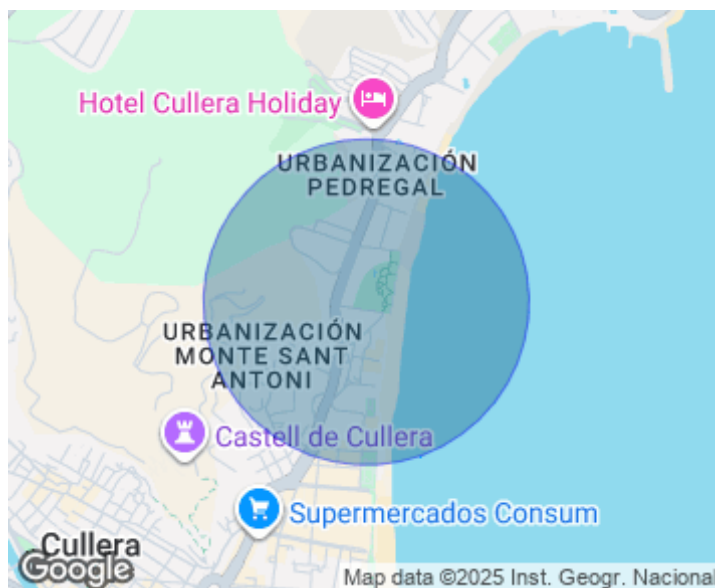 Hotel Cullera Holiday
URBANIZACIÓN
PEDREGAL
URBANIZACIÓN
MONTE SANT
ANTONI
Castell de Cullera
Supermercados Consum
Cullera
Google
Map data ©2025 Inst. Geogr. Nacional